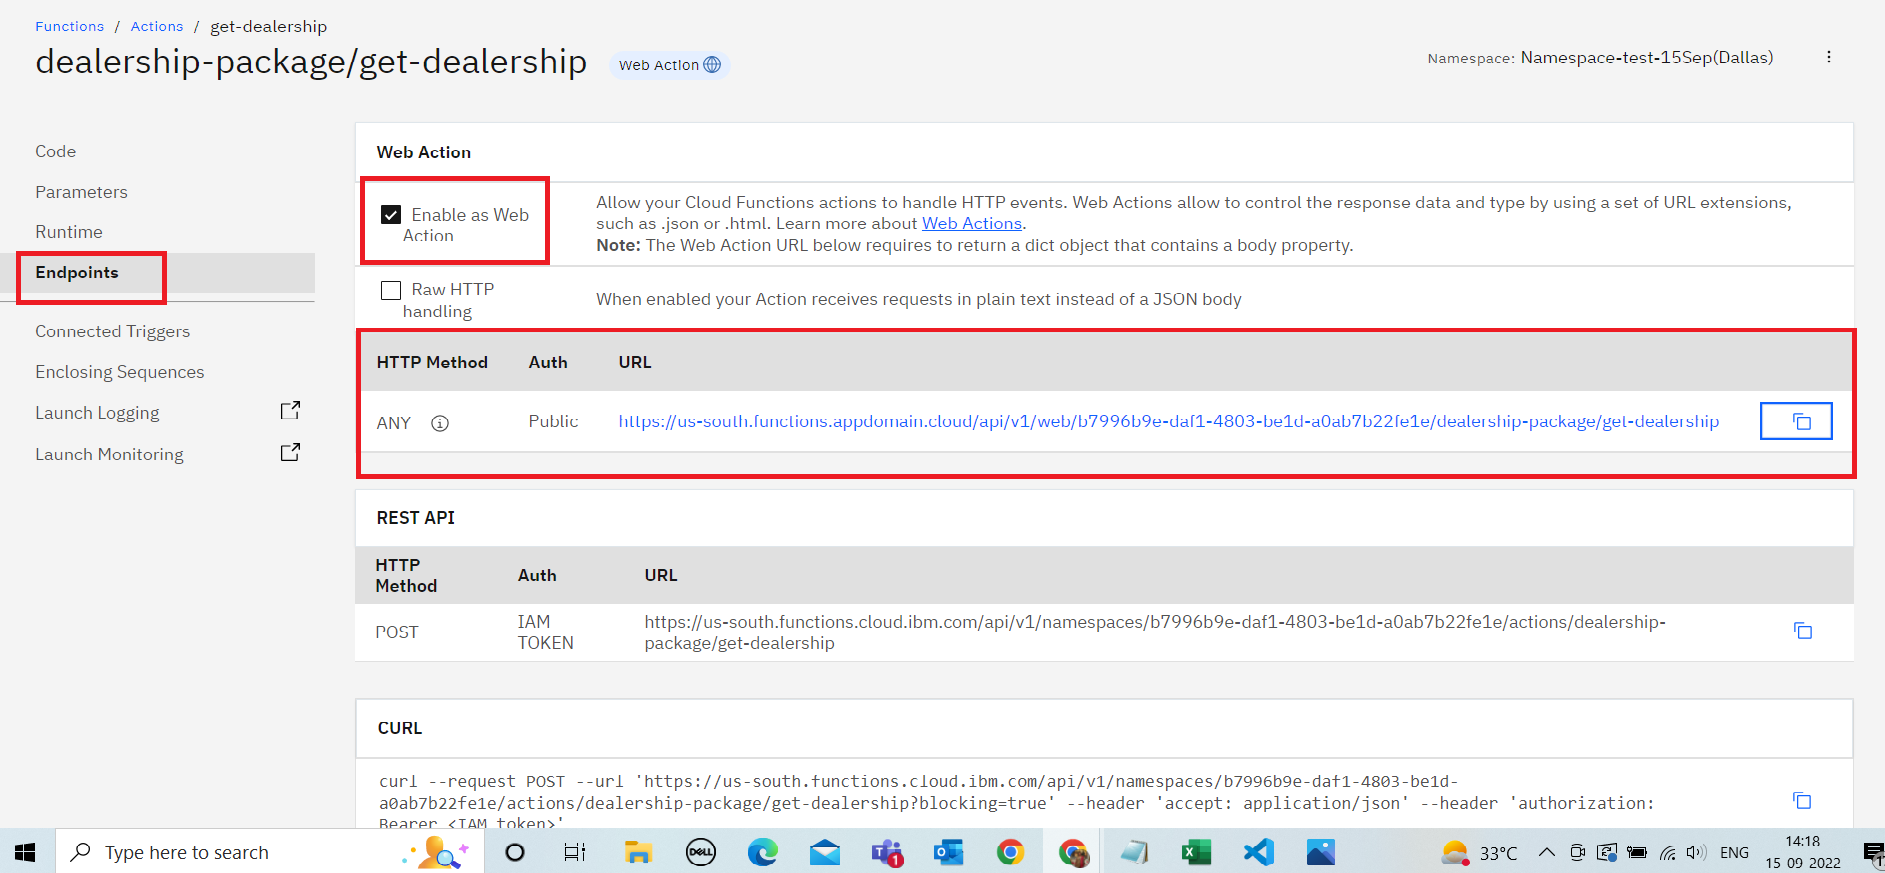 Functions / Actions / get-dealership
dealership-package/get-dealership Web Action
Namespace: Namespace-test-15Sep(Dallas)
Code
Parameters
Runtime
Endpoints
Connected Triggers
Enclosing Sequences
Launch Logging
Launch Monitoring
Web Action
Enable as Web
Action
Allow your Cloud Functions actions to handle HTTP events. Web Actions allow to control the response data and type by using a set of URL extensions,
such as .json or .html. Learn more about Web Actions.
Note: The Web Action URL below requires to return a dict object that contains a body property.
Raw HTTP
handling
When enabled your Action receives requests in plain text instead of a JSON body
HTTP Method Auth URL
ANY Public https://us-south.functions.appdomain.cloud/api/v1/web/b7996b9e-daf1-4803-be1d-a0ab7b22fe1e/dealership-package/get-dealership
REST API
HTTP
Method
Auth
URL
POST
IAM
TOKEN
https://us-south.functions.cloud.ibm.com/api/v1/namespaces/b7996b9e-daf1-4803-be1d-a0ab7b22fe1e/actions/dealership-
package/get-dealership
CURL
curl --request POST --url 'https://us-south.functions.cloud.ibm.com/api/v1/namespaces/b7996b9e-daf1-4803-be1d-
a0ab7b22fe1e/actions/dealership-package/get-dealership?blocking=true' --header 'accept: application/json' --header 'authorization:
Bearer <IAM token>'
Type here to search
DELL
1
33°C
ENG
14:18
15-09-2022
1